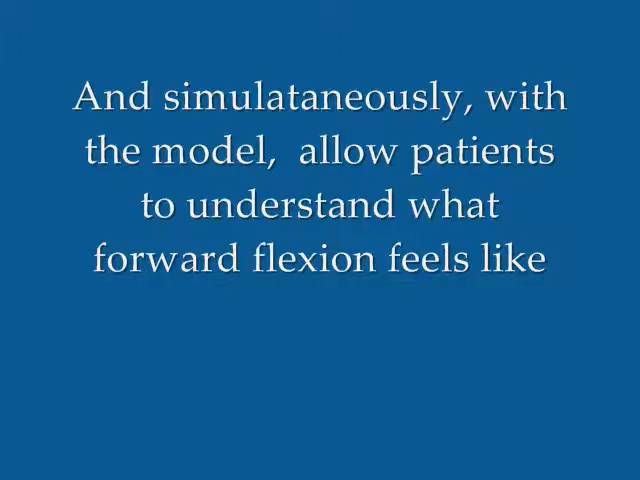 And simulataneously, with
the model,  allow patients
to understand what
forward flexion feels like